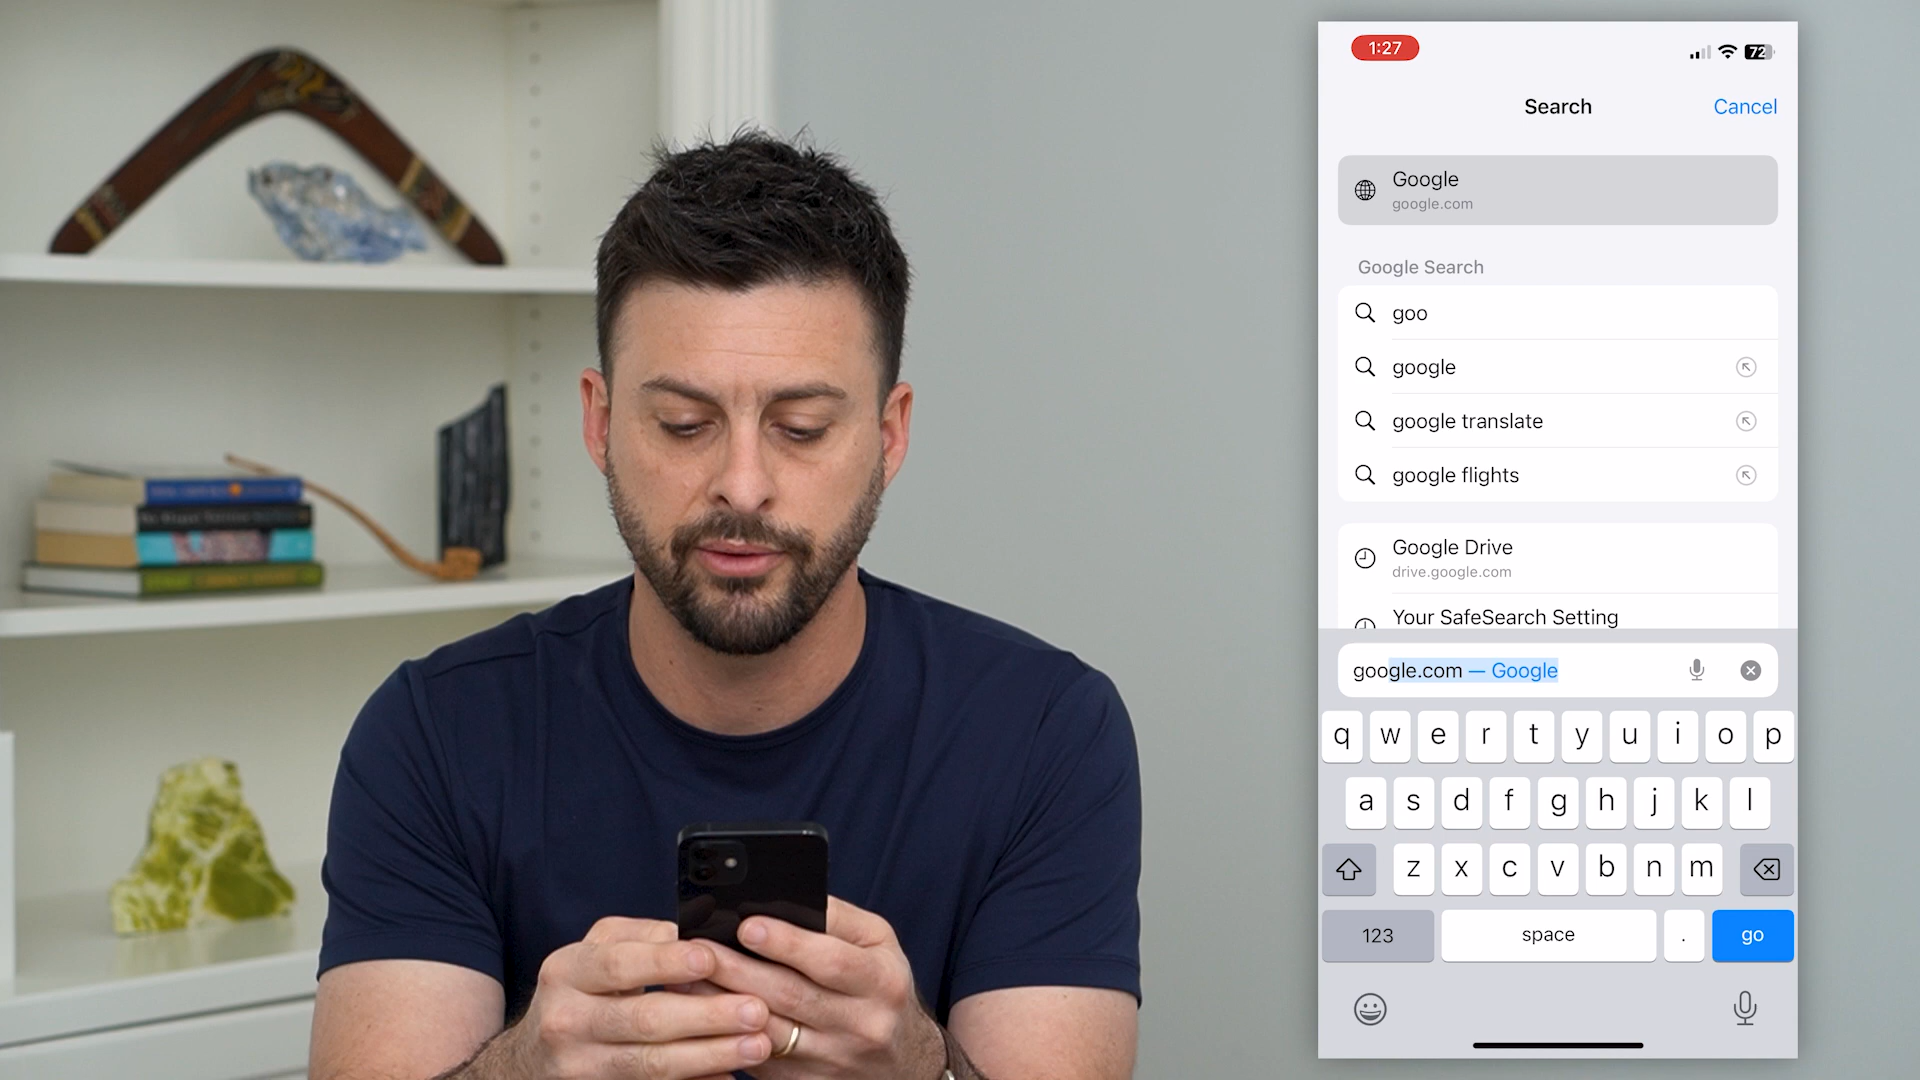 1:27
72
Search
Cancel
Google
google.com
Google Search
goo
google
google translate
google flights
Google Drive
drive.google.com
Your SafeSearch Setting
google.com — Google
q w e r t y u i o p
a s d f g h j k l
z x c v b n m
123 space . go